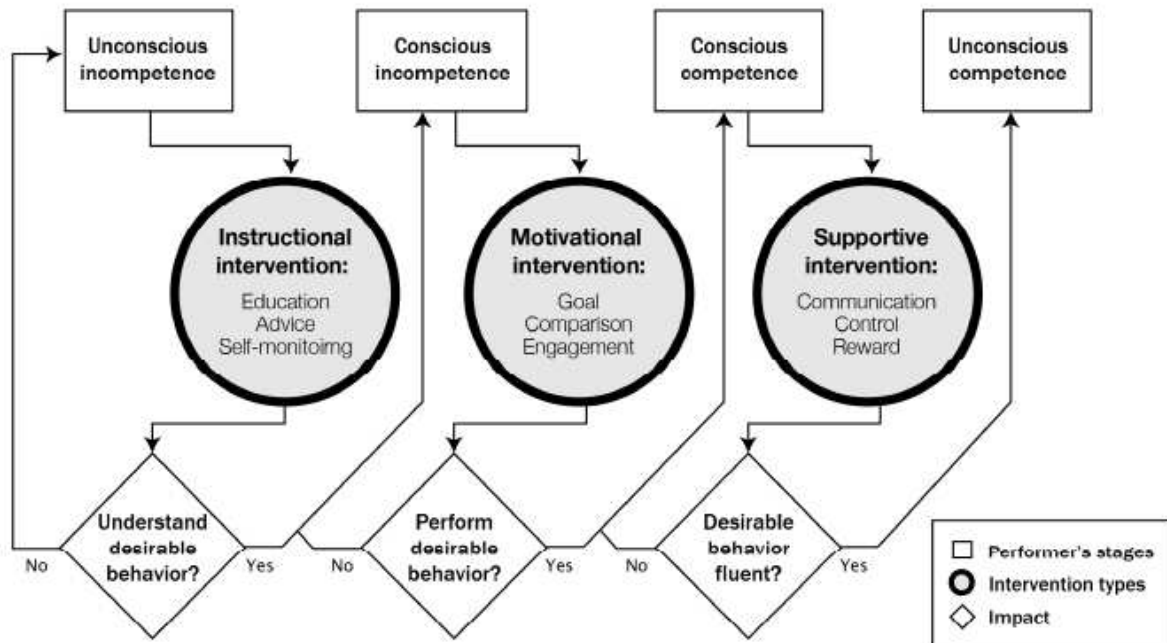 Unconscious
incompetence
Conscious
incompetence
Conscious
competence
Unconscious
competence
Instructional
intervention:
Education
Advice
Self-monitoirng
Motivational
intervention:
Goal
Comparison
Engagement
Supportive
intervention:
Communication
Control
Reward
Understand
desirable
behavior?
No
Yes
Perform
desirable
behavior?
No
Yes
Desirable
behavior
fluent?
No
Yes
Performer's stages
Intervention types
Impact